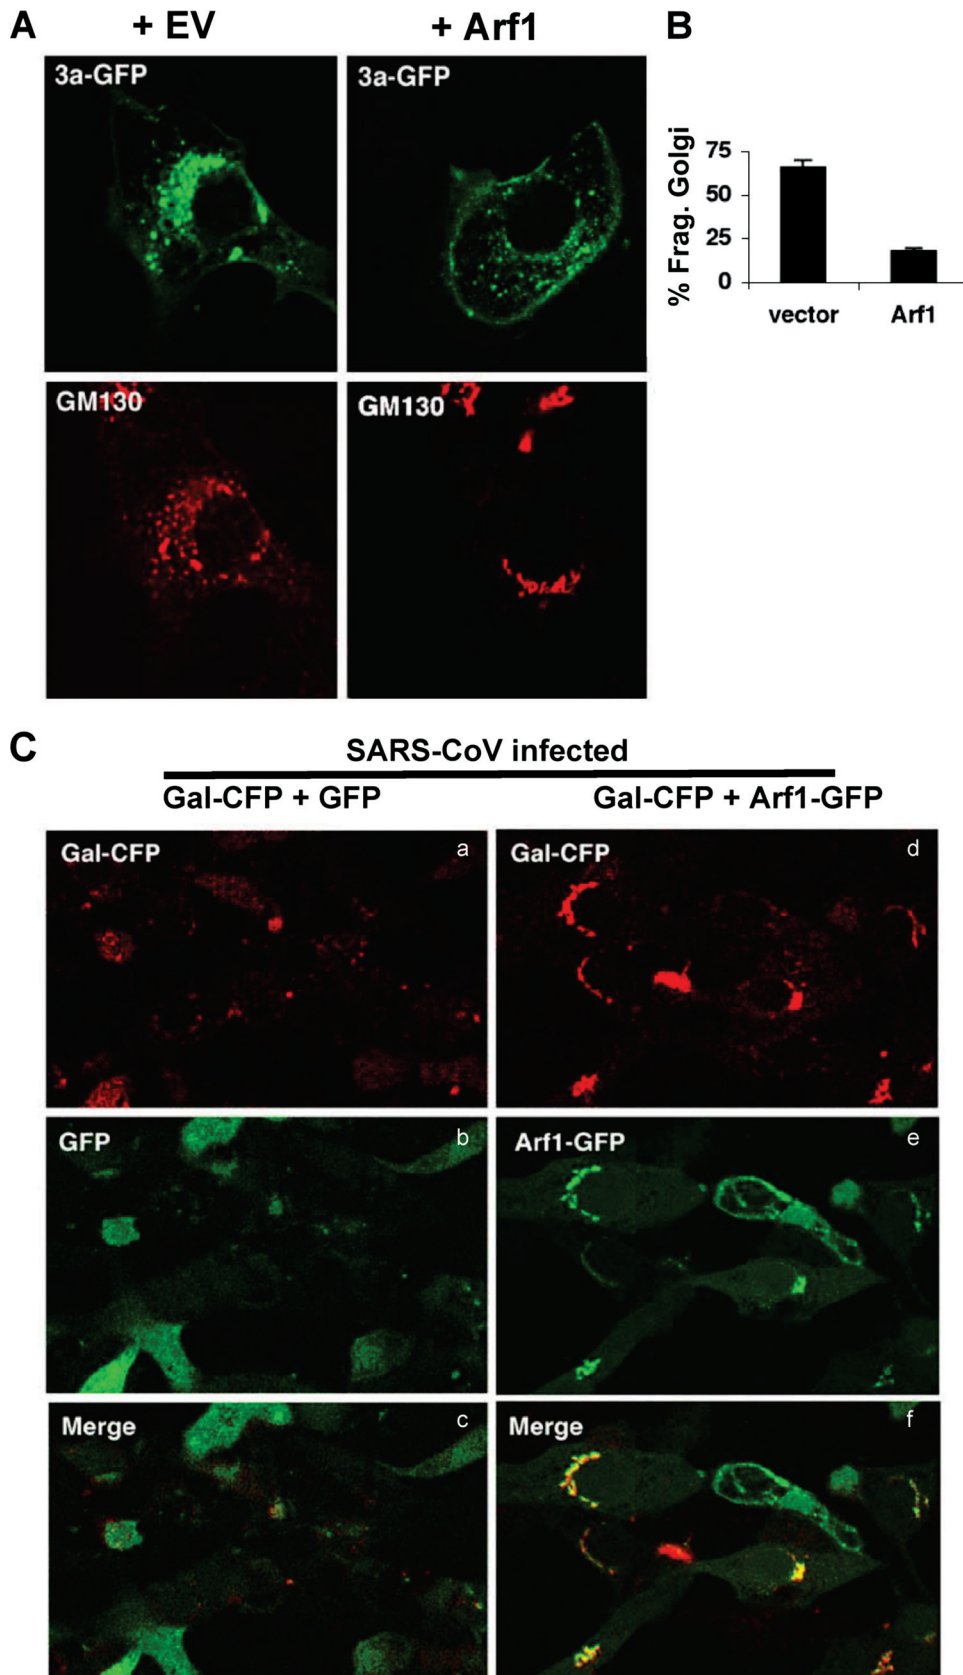 A
+ EV
+ Arf1
B
3a-GFP
3a-GFP
GM130
GM130
% Frag. Golgi
75
50
25
0
vector
Arf1
C
SARS-CoV infected
Gal-CFP + GFP
Gal-CFP + Arf1-GFP
Gal-CFP
a
Gal-CFP
d
GFP
b
Arf1-GFP
e
Merge
c
Merge
f